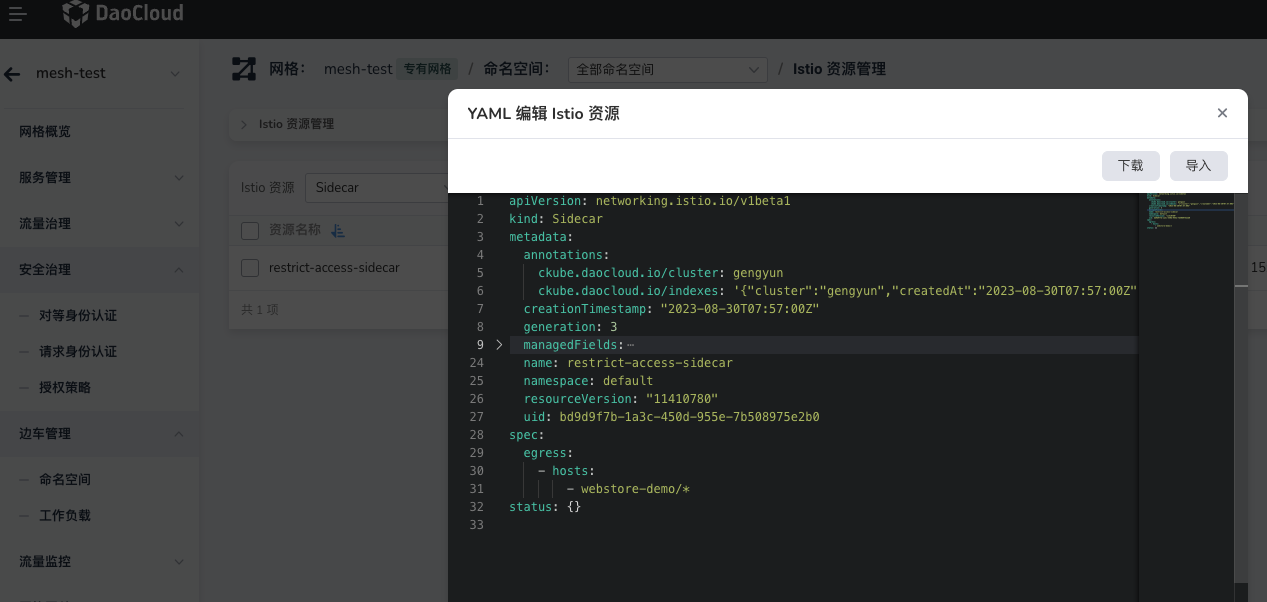 DaoCloud
mesh-test
网格: mesh-test 专有网格 / 命名空间: 全部命名空间 / Istio 资源管理
网格概览
服务管理
流量治理
安全治理
对等身份认证
请求身份认证
授权策略
边车管理
命名空间
工作负载
流量监控
Istio 资源管理
Istio 资源 Sidecar
资源名称
restrict-access-sidecar
共 1 项
15
YAML 编辑 Istio 资源
下载 导入
1 apiVersion: networking.istio.io/v1beta1
2 kind: Sidecar
3 metadata:
4 annotations:
5 ckube.daocloud.io/cluster: gengyun
6 ckube.daocloud.io/indexes: '{"cluster":"gengyun","createdAt":"2023-08-30T07:57:00Z"
7 creationTimestamp: "2023-08-30T07:57:00Z"
8 generation: 3
9 managedFields:…
24 name: restrict-access-sidecar
25 namespace: default
26 resourceVersion: "11410780"
27 uid: bd9d9f7b-1a3c-450d-955e-7b508975e2b0
28 spec:
29 egress:
30 - hosts:
31 - webstore-demo/*
32 status: {}
33